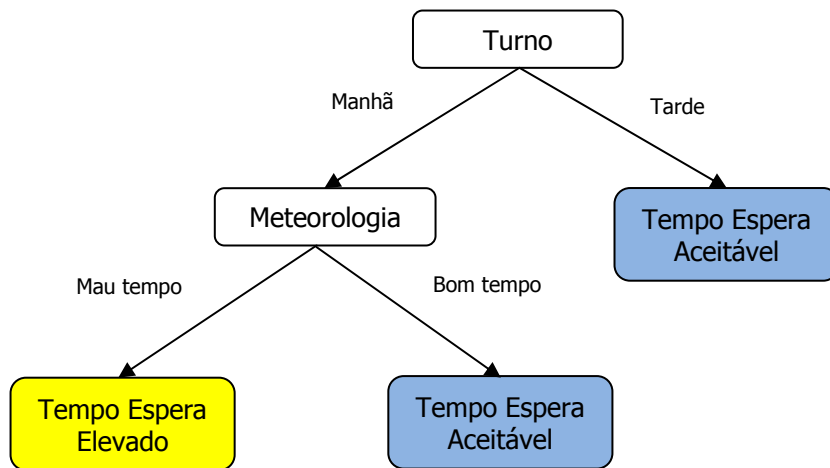 Turno
Manhã
Tarde
Meteorologia
Tempo Espera
Aceitável
Mau tempo
Bom tempo
Tempo Espera
Elevado
Tempo Espera
Aceitável